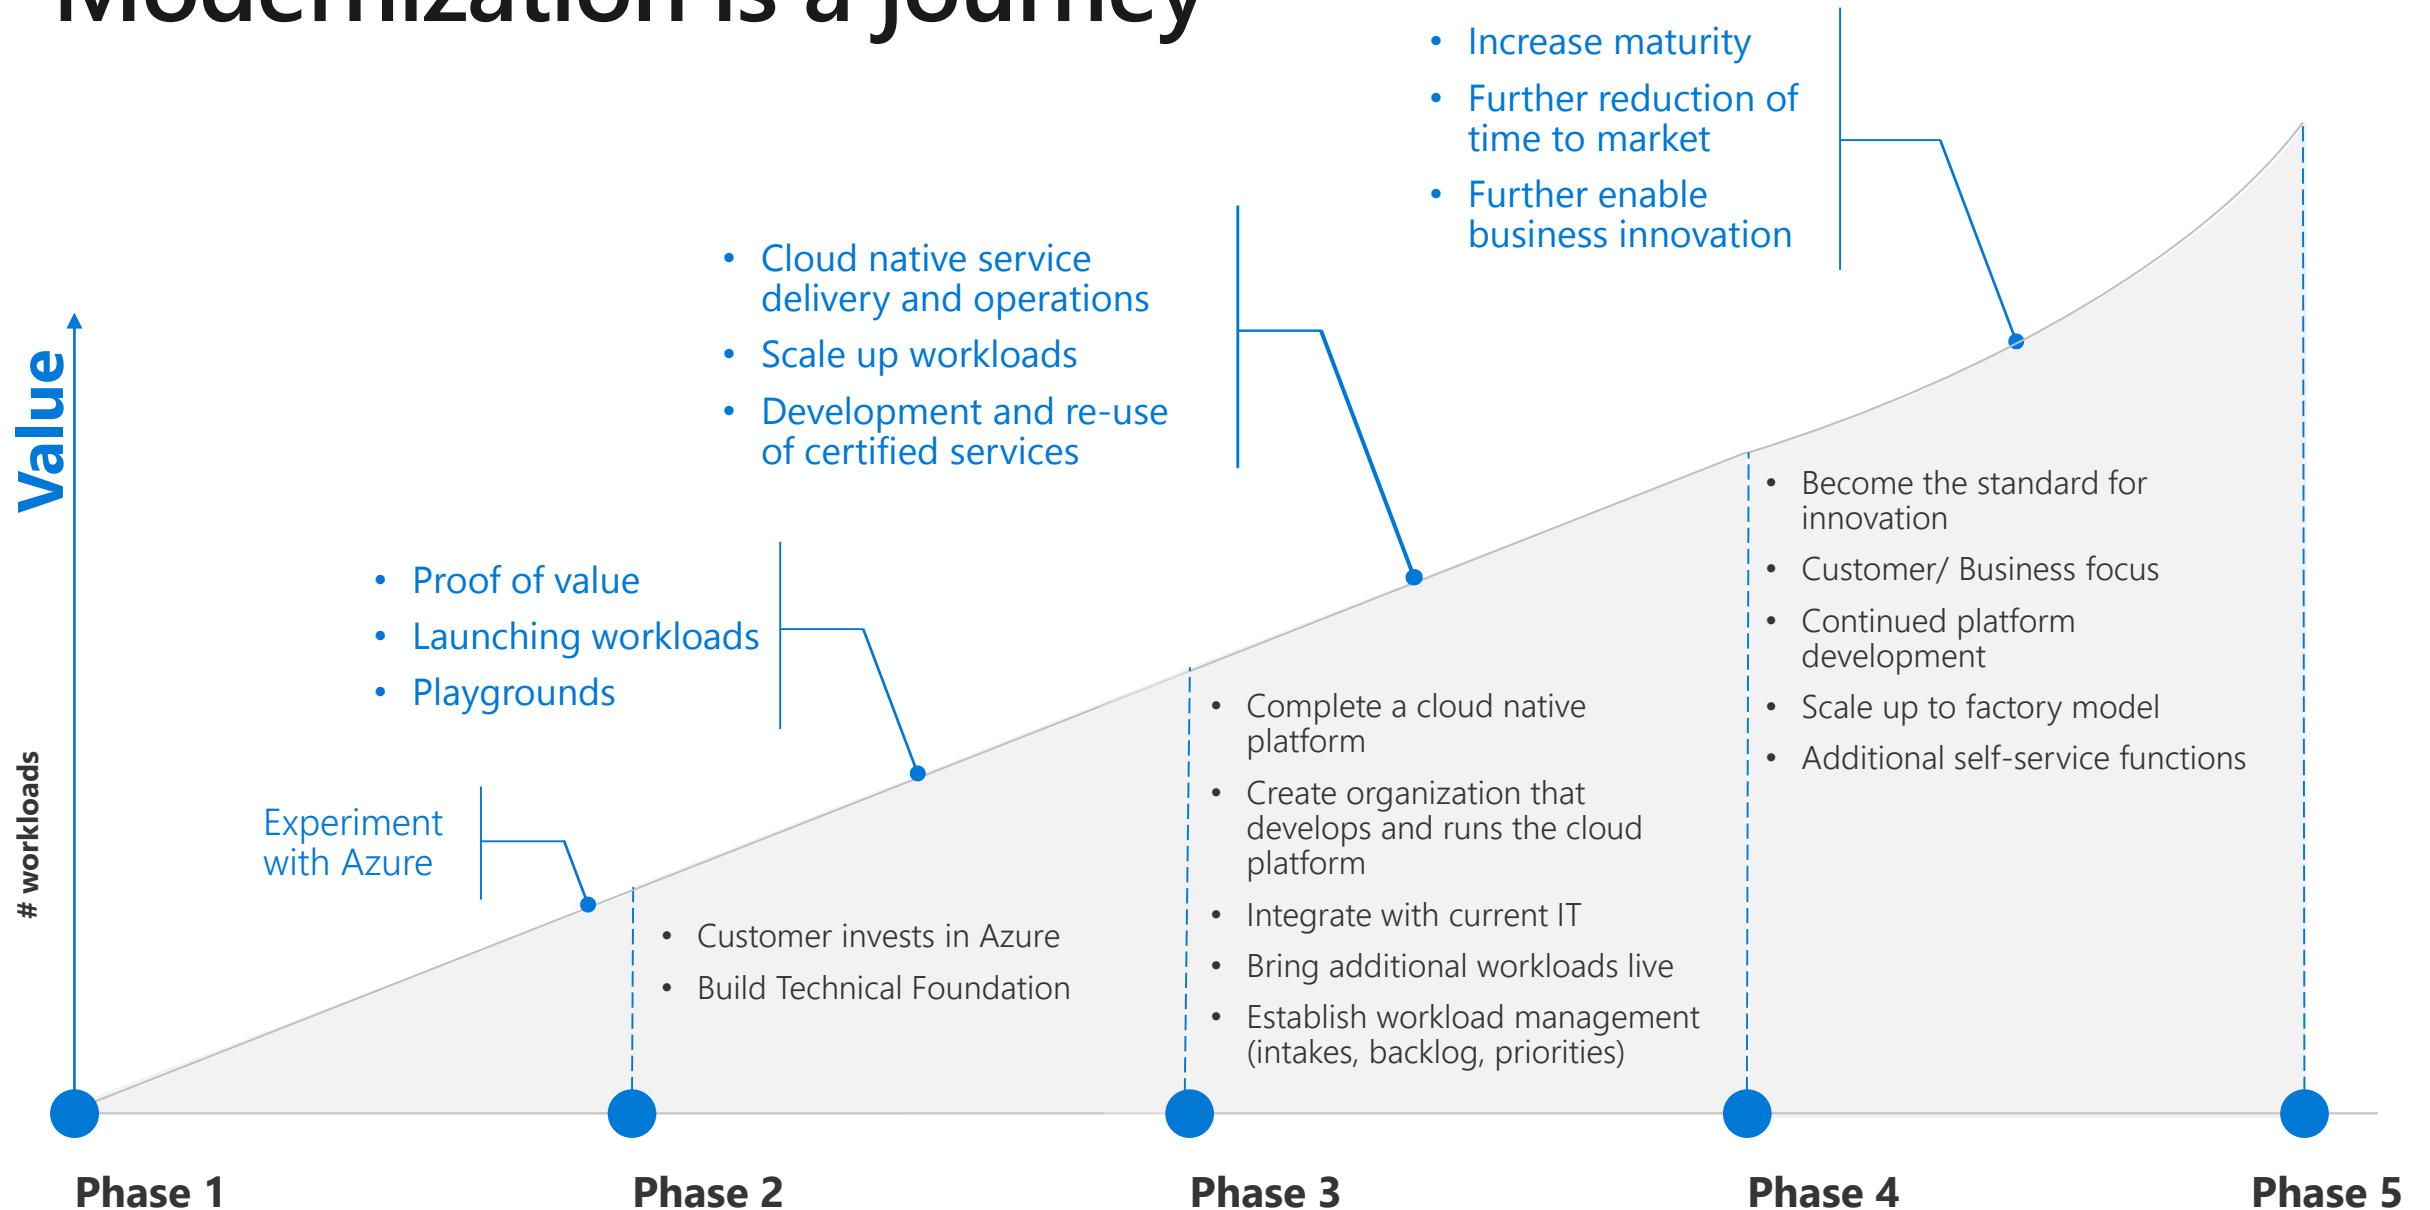 Modernization is a journey
• Increase maturity
• Further reduction of
time to market
• Further enable
business innovation
• Cloud native service
delivery and operations
• Scale up workloads
• Development and re-use
of certified services
Value
# workloads
• Proof of value
• Launching workloads
• Playgrounds
Experiment
with Azure
• Customer invests in Azure
• Build Technical Foundation
• Complete a cloud native
platform
• Create organization that
develops and runs the cloud
platform
• Integrate with current IT
• Bring additional workloads live
• Establish workload management
(intakes, backlog, priorities)
• Become the standard for
innovation
• Customer/ Business focus
• Continued platform
development
• Scale up to factory model
• Additional self-service functions
Phase 1
Phase 2
Phase 3
Phase 4
Phase 5